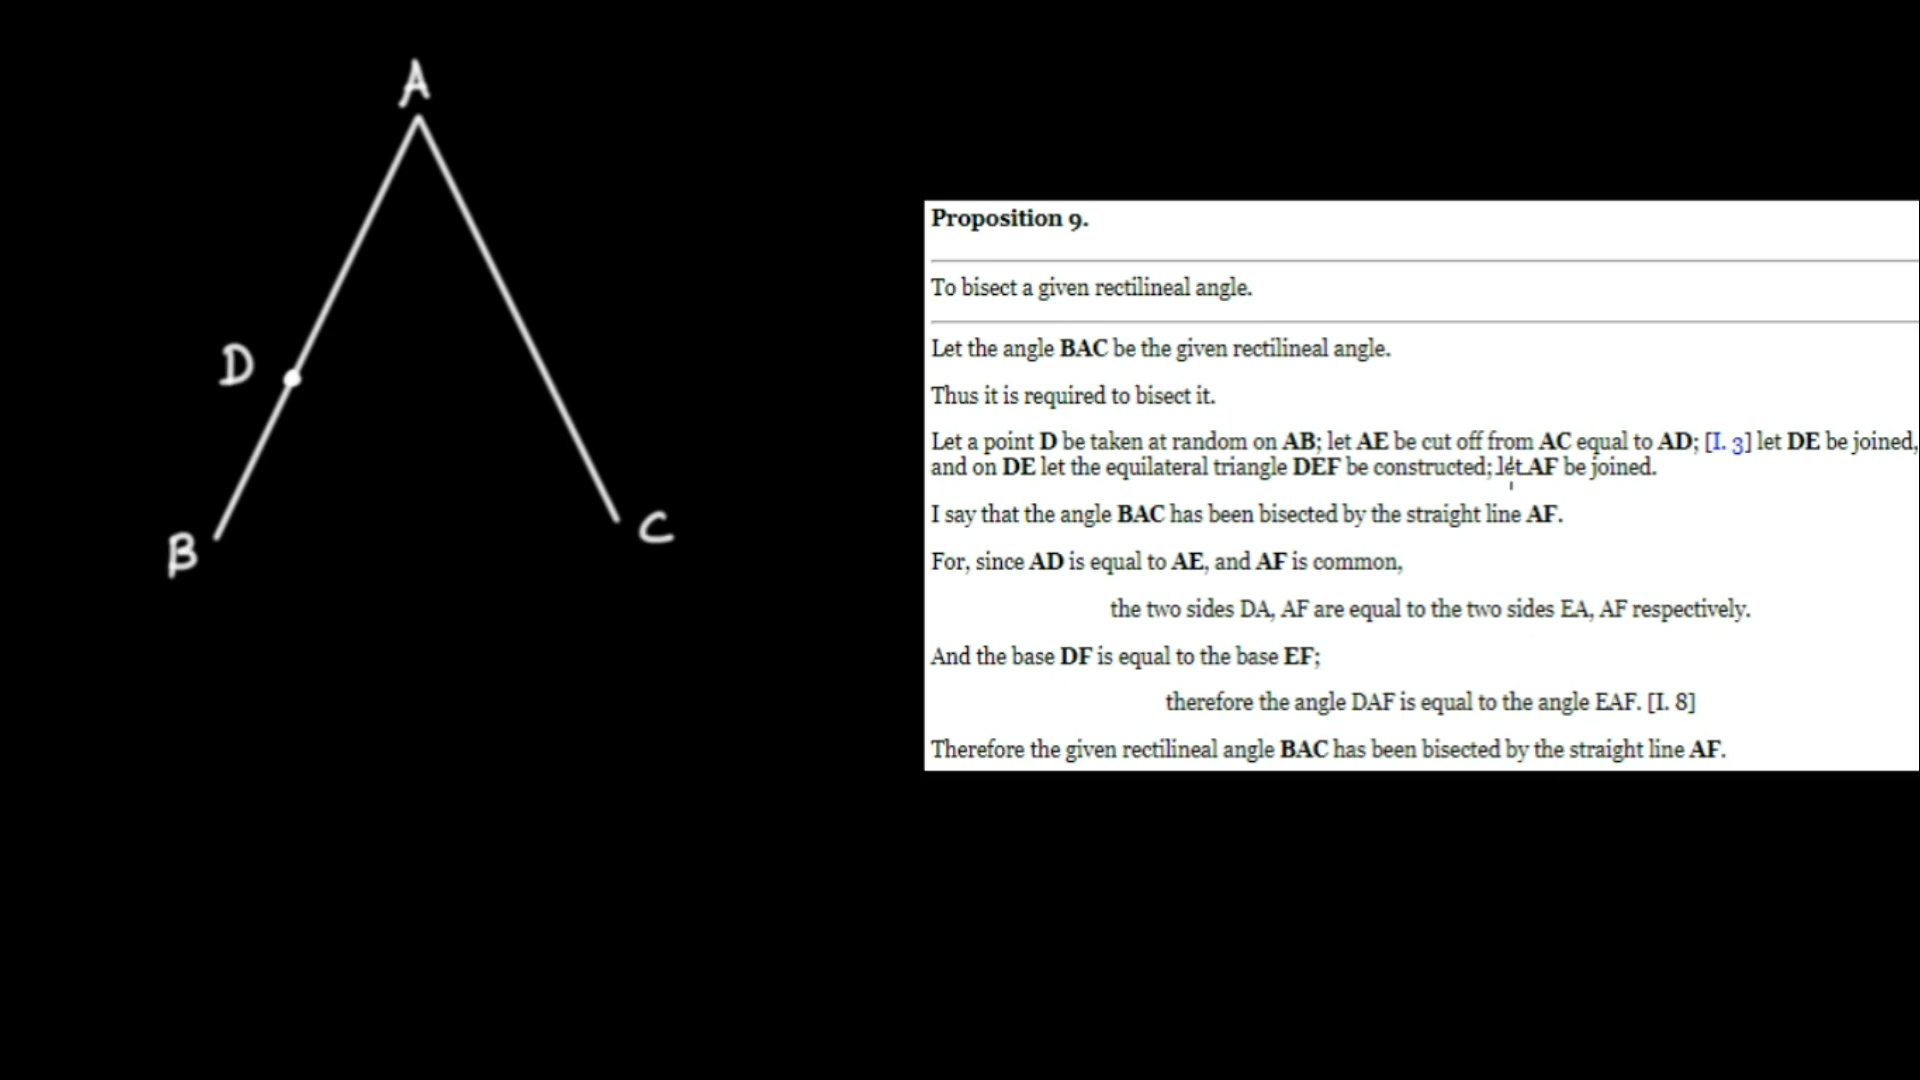 A
D
B
C
Proposition 9.
To bisect a given rectilineal angle.
Let the angle BAC be the given rectilineal angle.
Thus it is required to bisect it.
Let a point D be taken at random on AB; let AE be cut off from AC equal to AD; [I. 3] let DE be joined,
and on DE let the equilateral triangle DEF be constructed; let AF be joined.
I say that the angle BAC has been bisected by the straight line AF.
For, since AD is equal to AE, and AF is common,
the two sides DA, AF are equal to the two sides EA, AF respectively.
And the base DF is equal to the base EF;
therefore the angle DAF is equal to the angle EAF. [I. 8]
Therefore the given rectilineal angle BAC has been bisected by the straight line AF.